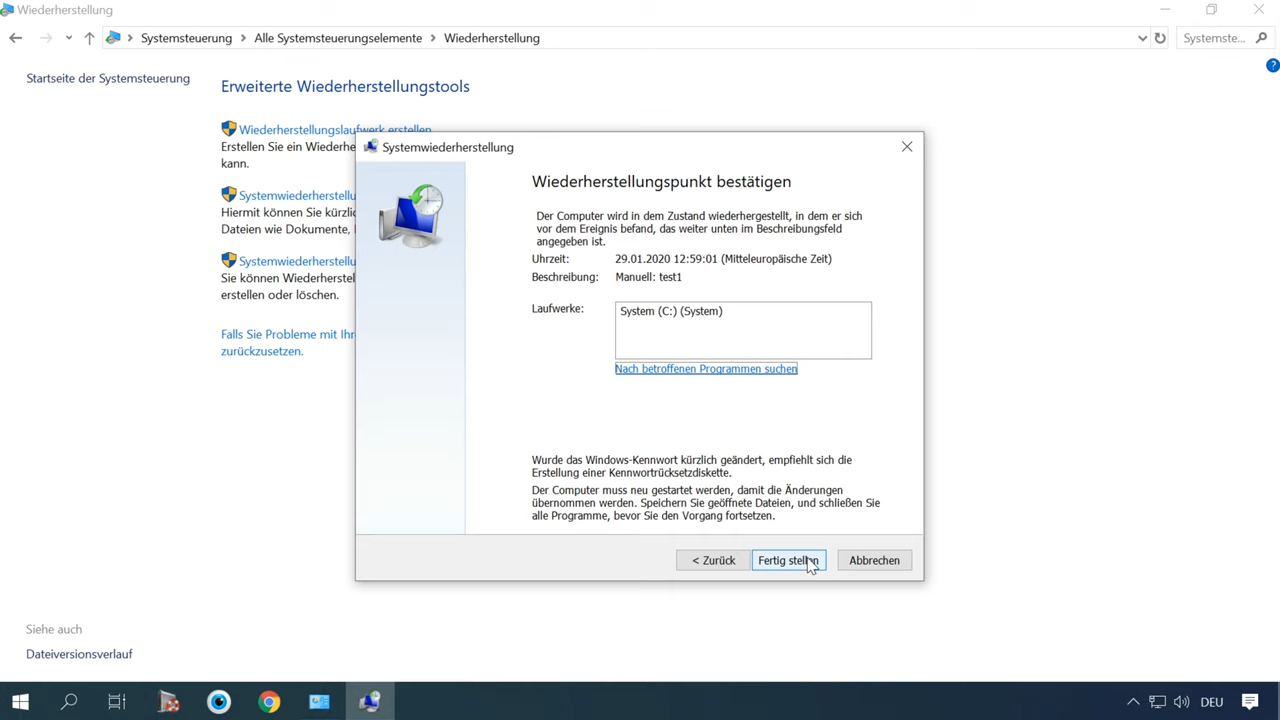 Wiederherstellung
Systemsteuerung > Alle Systemsteuerungselemente > Wiederherstellung
Systemste...
Startseite der Systemsteuerung
Erweiterte Wiederherstellungstools
Wiederherstellungslaufwerk erstellen
Erstellen Sie ein Wiederhe
kann.
Systemwiederherstellu
Hiermit können Sie kürzlic
Dateien wie Dokumente,
Systemwiederherstellu
Sie können Wiederherstel
erstellen oder löschen.
Falls Sie Probleme mit Ihr
zurückzusetzen.
Systemwiederherstellung
Wiederherstellungspunkt bestätigen
Der Computer wird in dem Zustand wiederhergestellt, in dem er sich
vor dem Ereignis befand, das weiter unten im Beschreibungsfeld
angegeben ist.
Uhrzeit: 29.01.2020 12:59:01 (Mitteleuropäische Zeit)
Beschreibung: Manuell: test1
Laufwerke: System (C:) (System)
Nach betroffenen Programmen suchen
Wurde das Windows-Kennwort kürzlich geändert, empfiehlt sich die
Erstellung einer Kennwortrücksetzdiskette.
Der Computer muss neu gestartet werden, damit die Änderungen
übernommen werden. Speichern Sie geöffnete Dateien, und schließen Sie
alle Programme, bevor Sie den Vorgang fortsetzen.
< Zurück Fertig stellen Abbrechen
Siehe auch
Dateiversionsverlauf
DEU